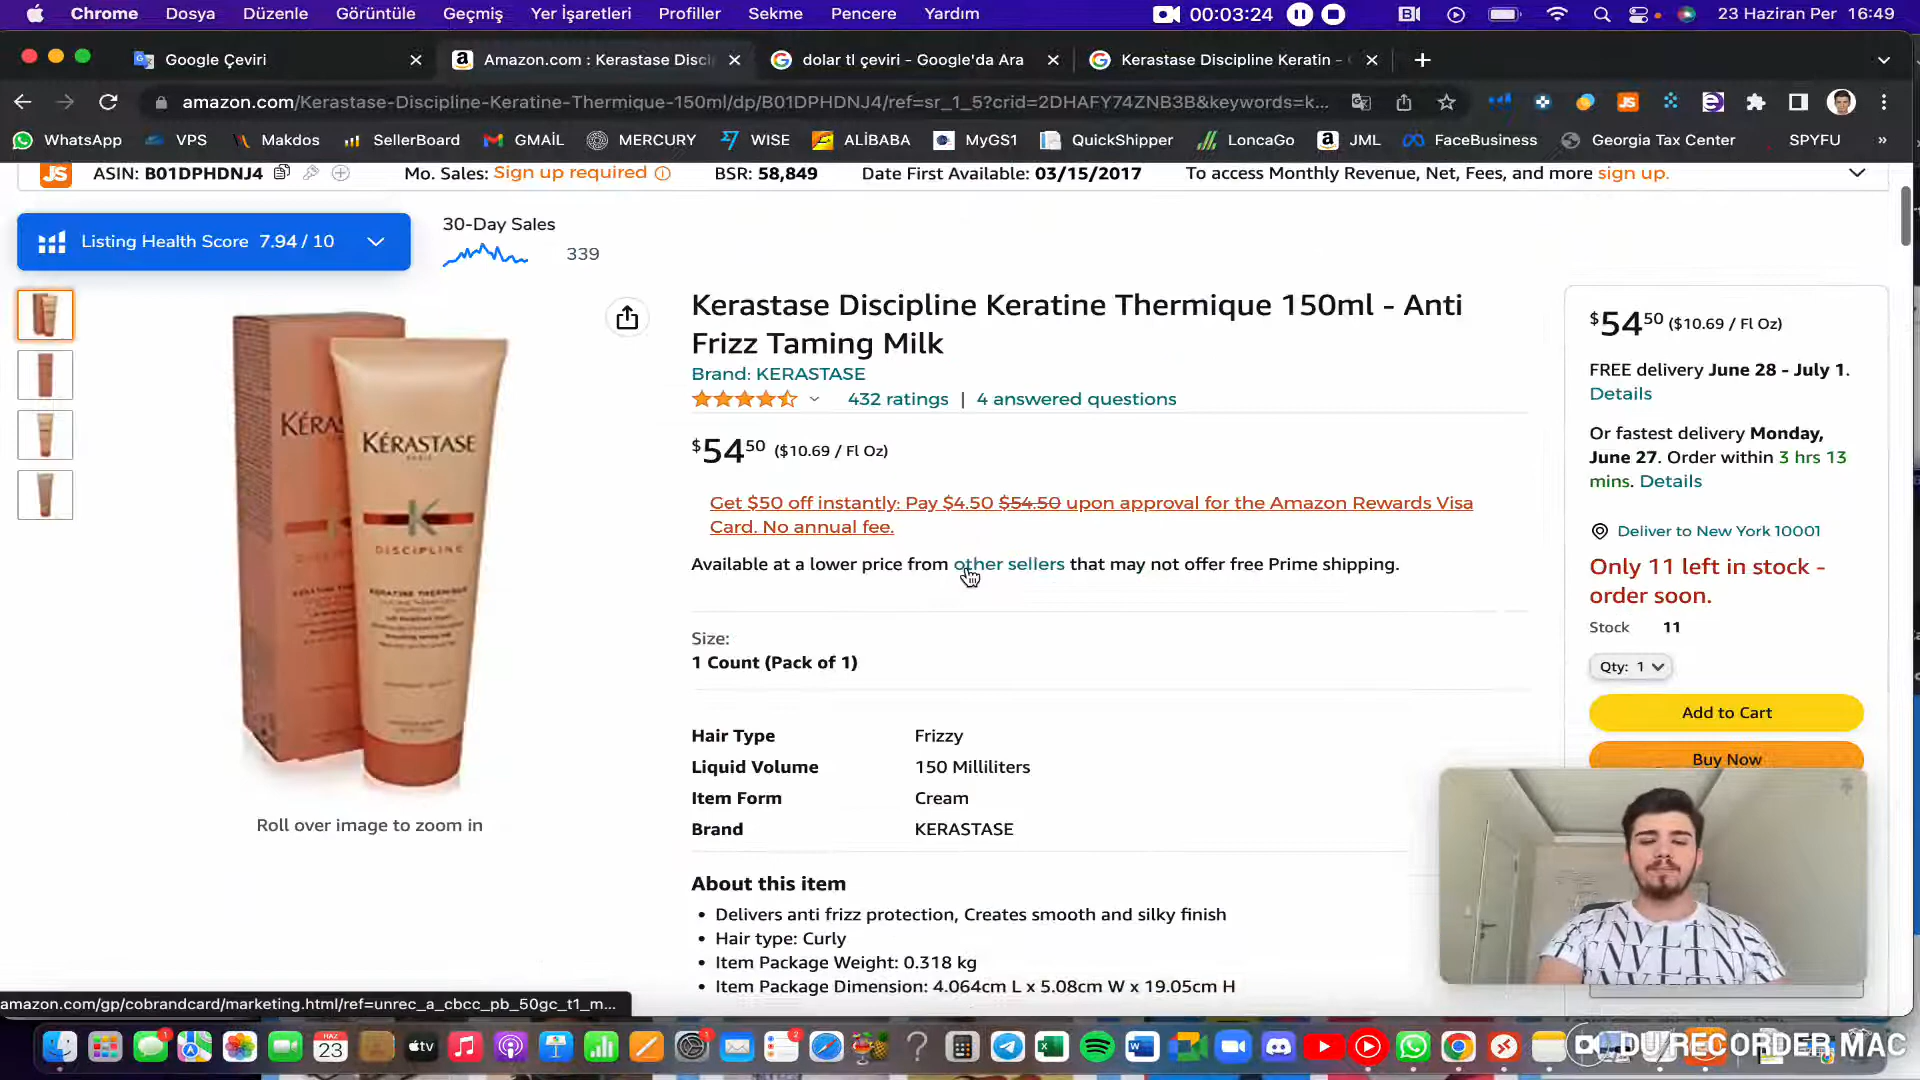 Chrome Dosya Düzenle Görüntüle Geçmiş Yer İşaretleri Profiller Sekme Pencere Yardım 00:03:24 23 Haziran Per 16:49
Google Çeviri
Amazon.com : Kerastase Disci
dolar tl çeviri - Google'da Ara
Kerastase Discipline Keratin -
amazon.com/Kerastase-Discipline-Keratine-Thermique-150ml/dp/B01DPHDNJ4/ref=sr_1_5?crid=2DHAFY74ZNB3B&keywords=k...
WhatsApp VPS Makdos SellerBoard GMAİL MERCURY WISE ALİBABA MyGS1 QuickShipper LoncaGo JML FaceBusiness Georgia Tax Center SPYFU »
JS ASIN: B01DPHDNJ4 Mo. Sales: Sign up required BSR: 58,849 Date First Available: 03/15/2017 To access Monthly Revenue, Net, Fees, and more sign up.
Listing Health Score 7.94 / 10
30-Day Sales
339
Kerastase Discipline Keratine Thermique 150ml - Anti
Frizz Taming Milk
Brand: KERASTASE
432 ratings | 4 answered questions
$54 50 ($10.69 / Fl Oz)
Get $50 off instantly: Pay $4.50 $54.50 upon approval for the Amazon Rewards Visa
Card. No annual fee.
Available at a lower price from other sellers that may not offer free Prime shipping.
Size:
1 Count (Pack of 1)
Hair Type Frizzy
Liquid Volume 150 Milliliters
Item Form Cream
Brand KERASTASE
About this item
• Delivers anti frizz protection, Creates smooth and silky finish
• Hair type: Curly
• Item Package Weight: 0.318 kg
• Item Package Dimension: 4.064cm L x 5.08cm W x 19.05cm H
KÉRASTASE
PARIS
K
DISCIPLINE
KERATINE THERMIQUE
Roll over image to zoom in
$54 50 ($10.69 / Fl Oz)
FREE delivery June 28 - July 1.
Details
Or fastest delivery Monday,
June 27. Order within 3 hrs 13
mins. Details
Deliver to New York 10001
Only 11 left in stock -
order soon.
Stock 11
Qty: 1
Add to Cart
Buy Now
amazon.com/gp/cobrandcard/marketing.html/ref=unrec_a_cbcc_pb_50gc_t1_m...
HAZ
23
tv
DU RECORDER MAC